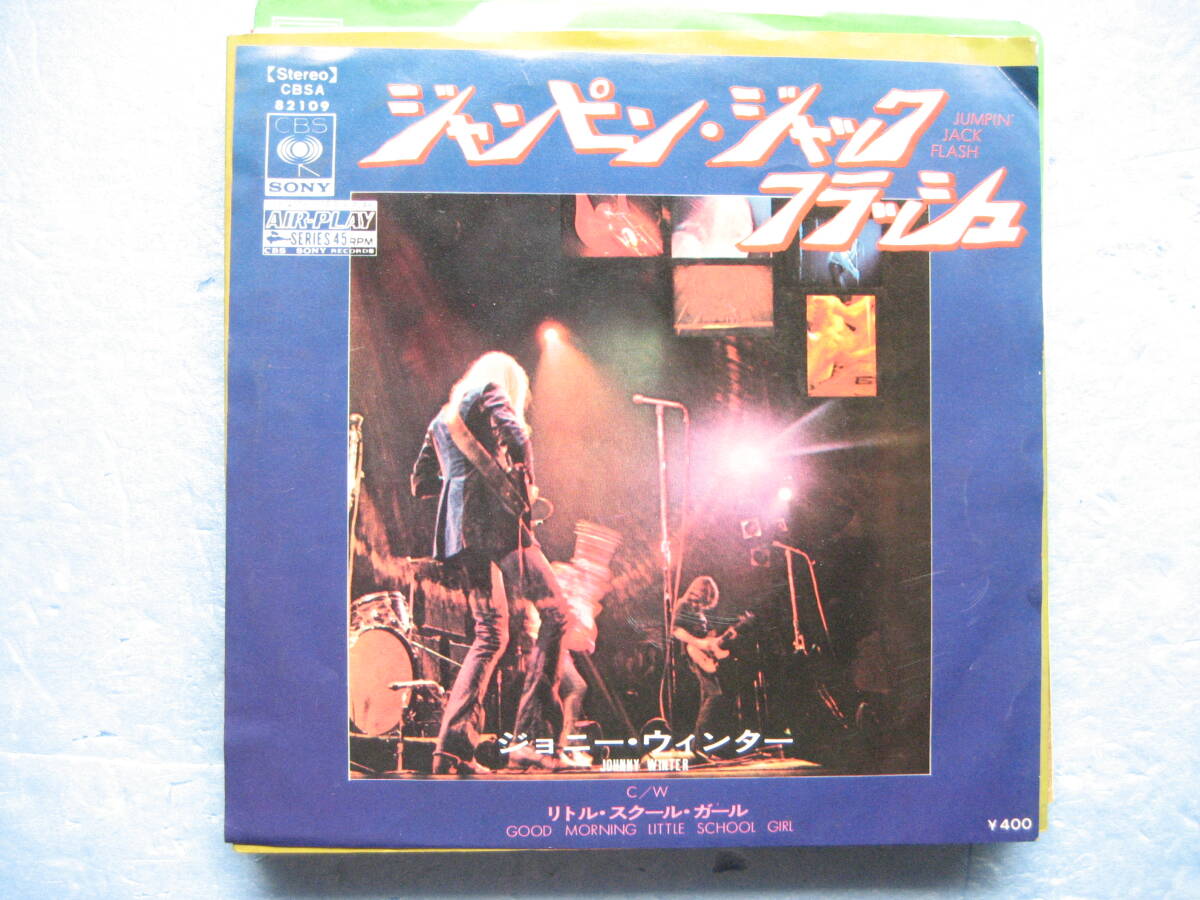 【Stereo】
CBSA
82109
CBS
SONY
AIR-PLAY
SERIES 45 RPM
CBS SONY RECORDS
ジャンピン・ジャック
フラッシュ
JUMPIN'
JACK
FLASH
ジョニー・ウィンター
JOHNNY WINTER
C/W
リトル・スクール・ガール
GOOD MORNING LITTLE SCHOOL GIRL
¥400